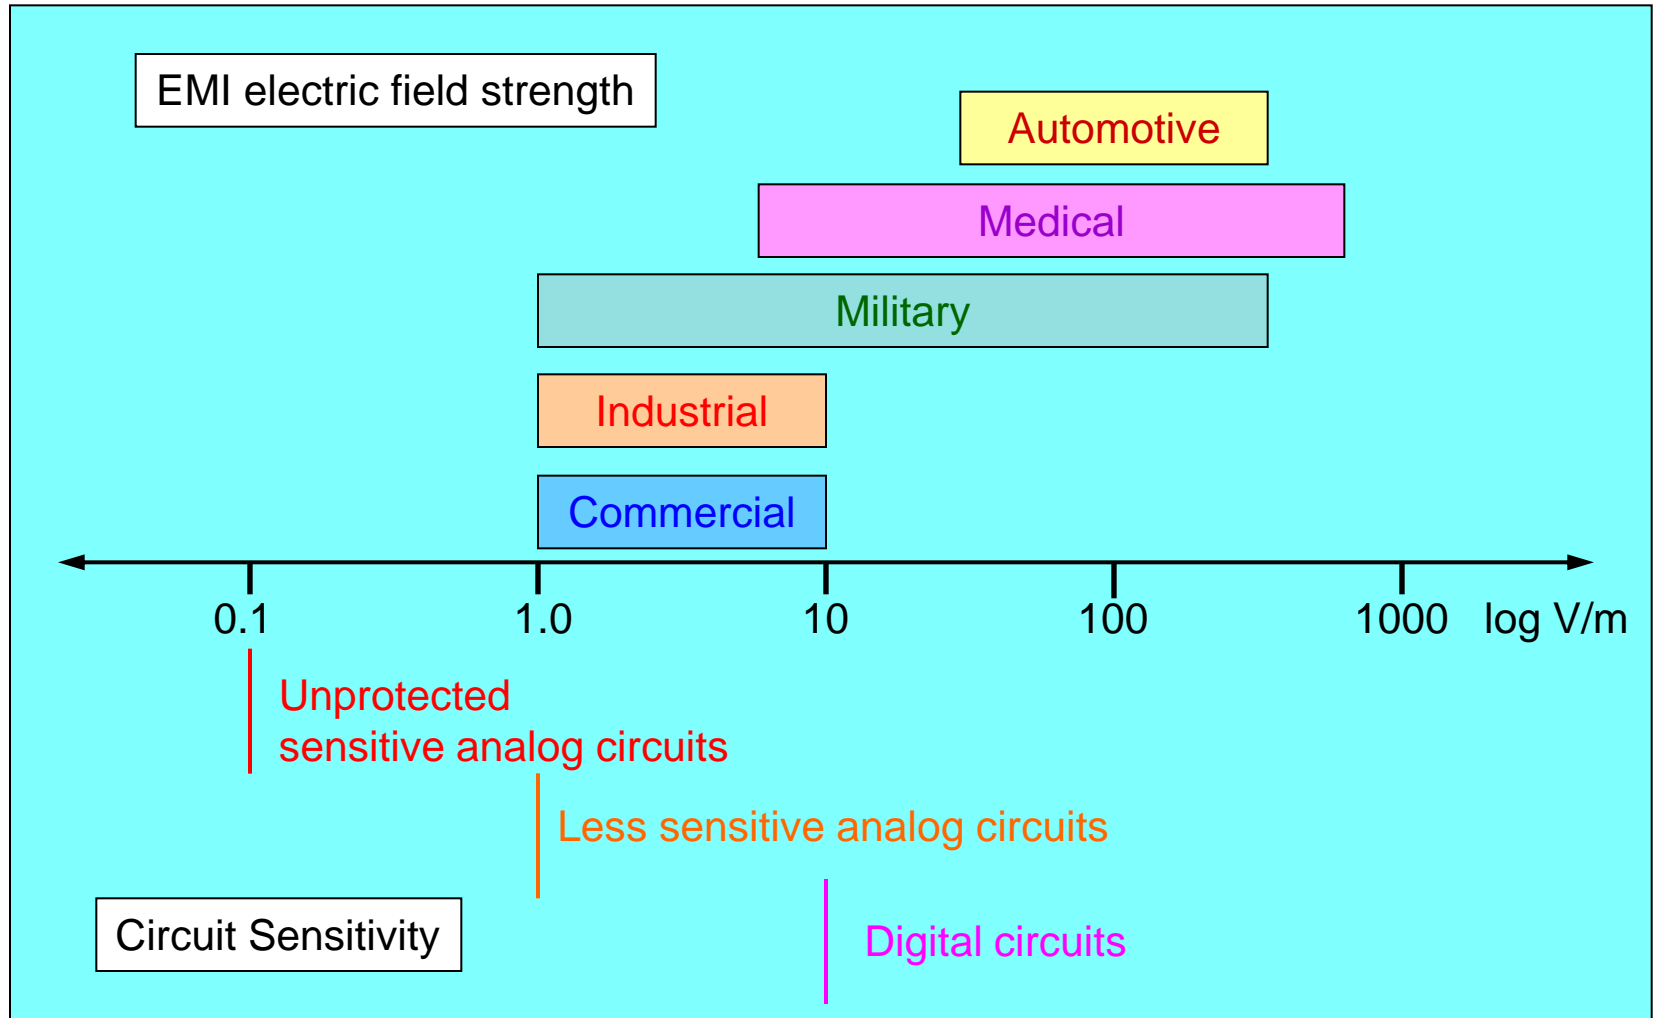 EMI electric field strength
Automotive
Medical
Military
Industrial
Commercial
0.1 1.0 10 100 1000 log V/m
Unprotected
sensitive analog circuits
Less sensitive analog circuits
Circuit Sensitivity
Digital circuits